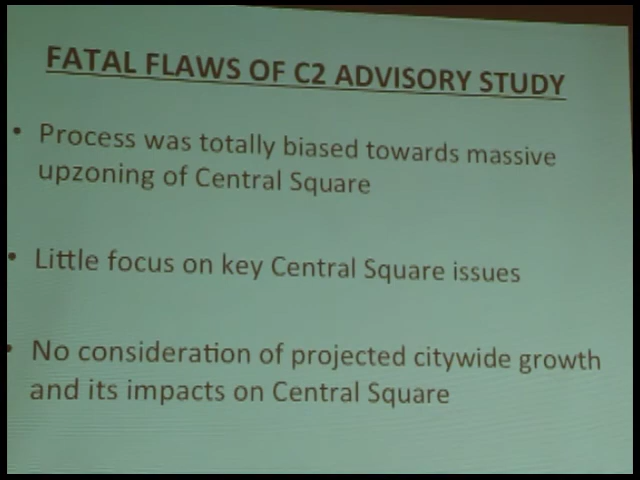 FATAL FLAWS OF C2 ADVISORY STUDY
• Process was totally biased towards massive
upzoning of Central Square
• Little focus on key Central Square issues
• No consideration of projected citywide growth
and its impacts on Central Square